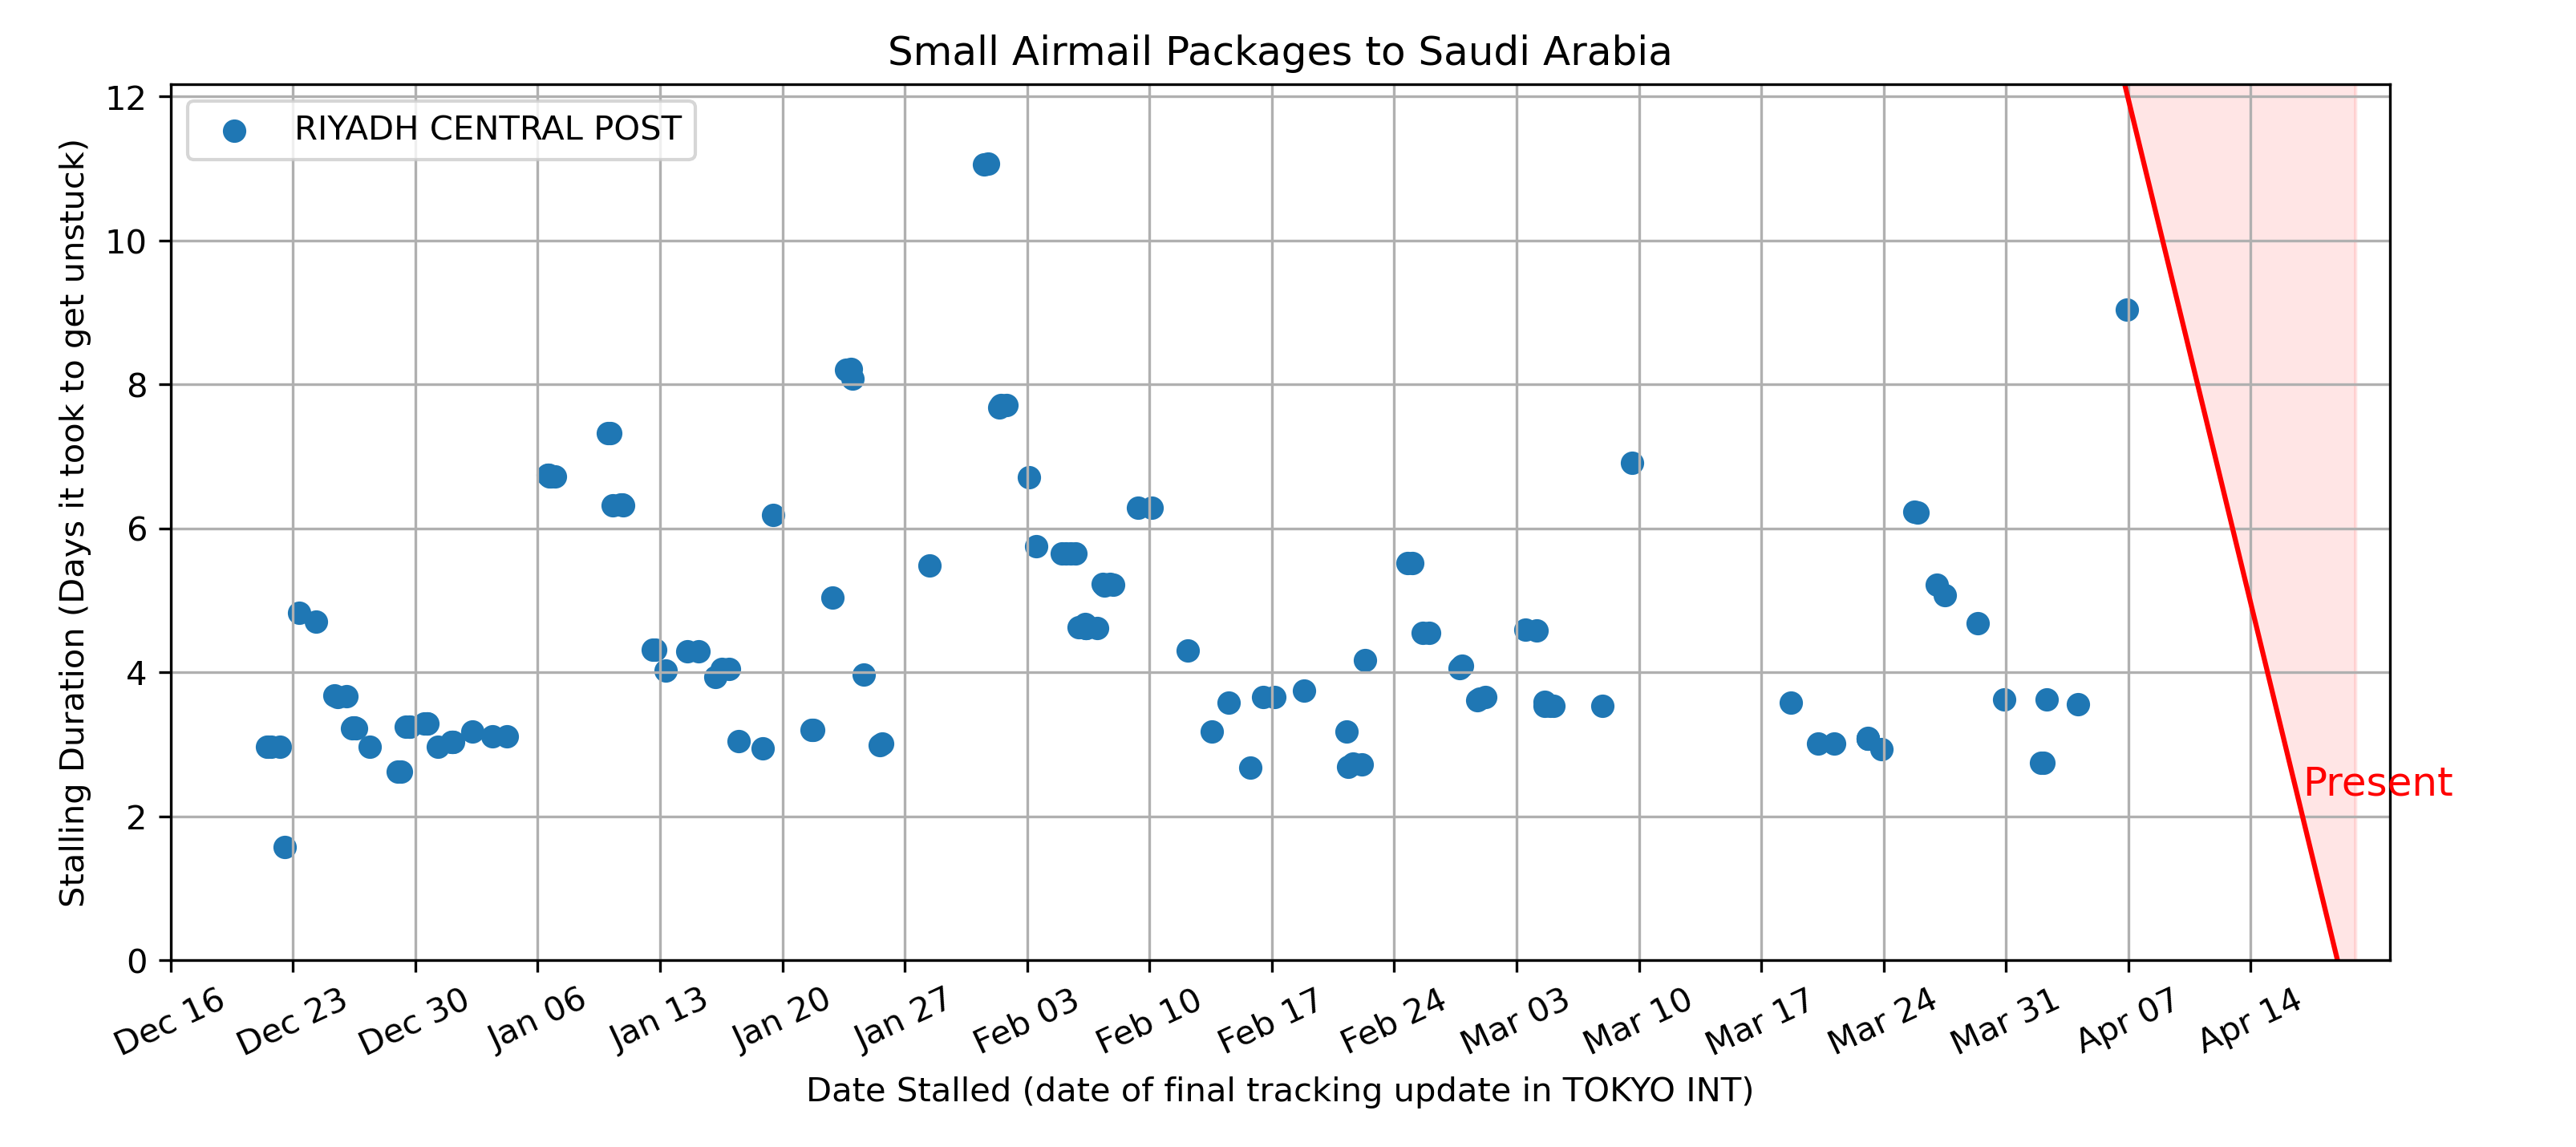 Small Airmail Packages to Saudi Arabia
RIYADH CENTRAL POST
Stalling Duration (Days it took to get unstuck)
12
10
8
6
4
2
0
Present
Dec 16
Dec 23
Dec 30
Jan 06
Jan 13
Jan 20
Jan 27
Feb 03
Feb 10
Feb 17
Feb 24
Mar 03
Mar 10
Mar 17
Mar 24
Mar 31
Apr 07
Apr 14
Date Stalled (date of final tracking update in TOKYO INT)